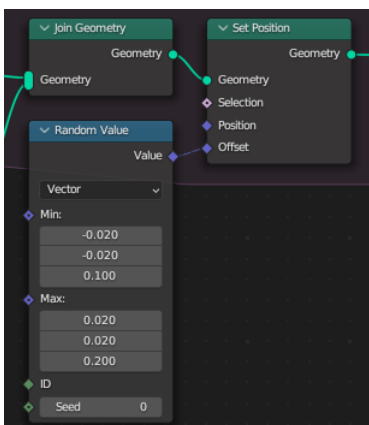 Join Geometry
Geometry
Geometry
Set Position
Geometry
Geometry
Selection
Position
Offset
Random Value
Value
Vector
Min:
-0.020
-0.020
0.100
Max:
0.020
0.020
0.200
ID
Seed 0